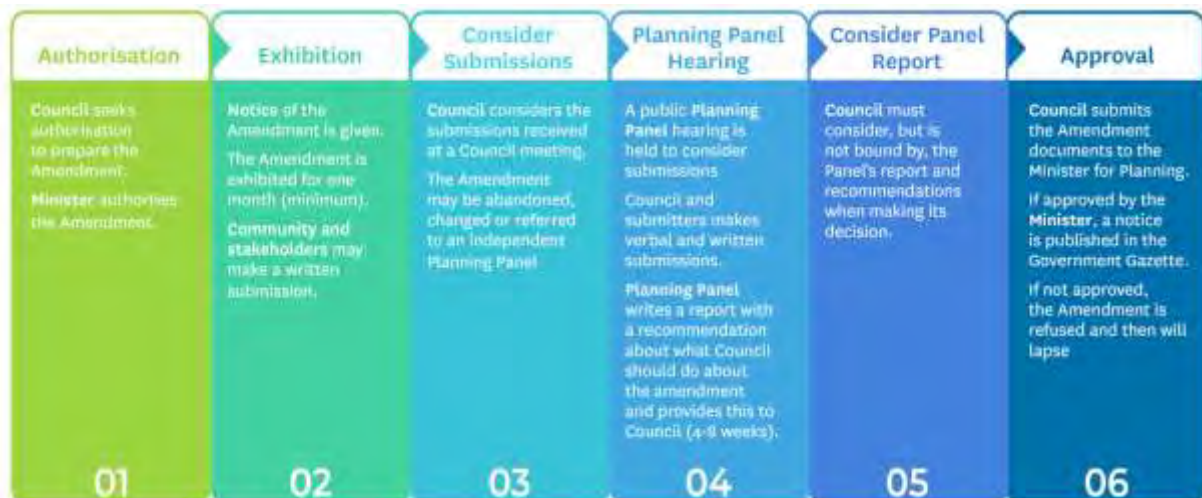 Authorisation
Council seeks
authorisation
to prepare the
Amendment.
Minister authorises
the Amendment.
01
Exhibition
Notice of the
Amendment is given.
The Amendment is
exhibited for one
month (minimum).
Community and
stakeholders may
make a written
submission.
02
Consider
Submissions
Council considers the
submissions received
at a Council meeting.
The Amendment
may be abandoned,
changed or referred
to an independent
Planning Panel
03
Planning Panel
Hearing
A public Planning
Panel hearing is
held to consider
submissions
Council and
submitters makes
verbal and written
submissions.
Planning Panel
writes a report with
a recommendation
about what Council
should do about
the amendment
and provides this to
Council (4-8 weeks).
04
Consider Panel
Report
Council must
consider, but is
not bound by, the
Panel's report and
recommendations
when making its
decision.
05
Approval
Council submits
the Amendment
documents to the
Minister for Planning.
If approved by the
Minister, a notice
is published in the
Government Gazette.
If not approved,
the Amendment is
refused and then will
lapse
06